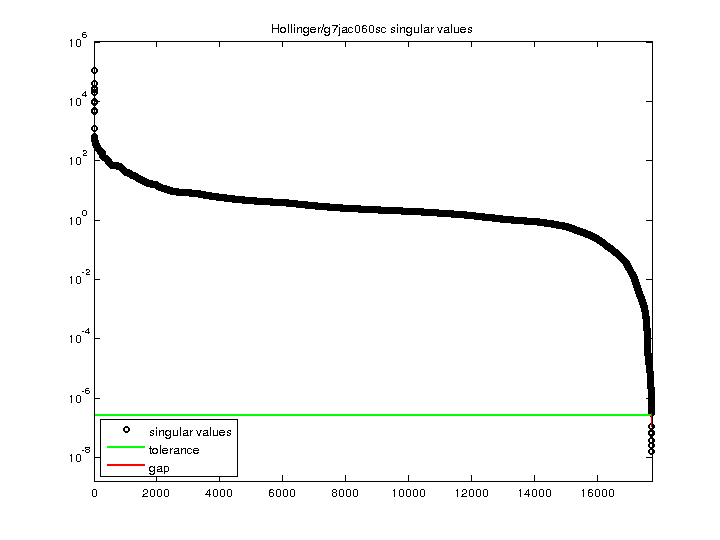 Hollinger/g7jac060sc singular values
10^6
10^4
10^2
10^0
10^-2
10^-4
10^-6
10^-8
singular values
tolerance
gap
0 2000 4000 6000 8000 10000 12000 14000 16000